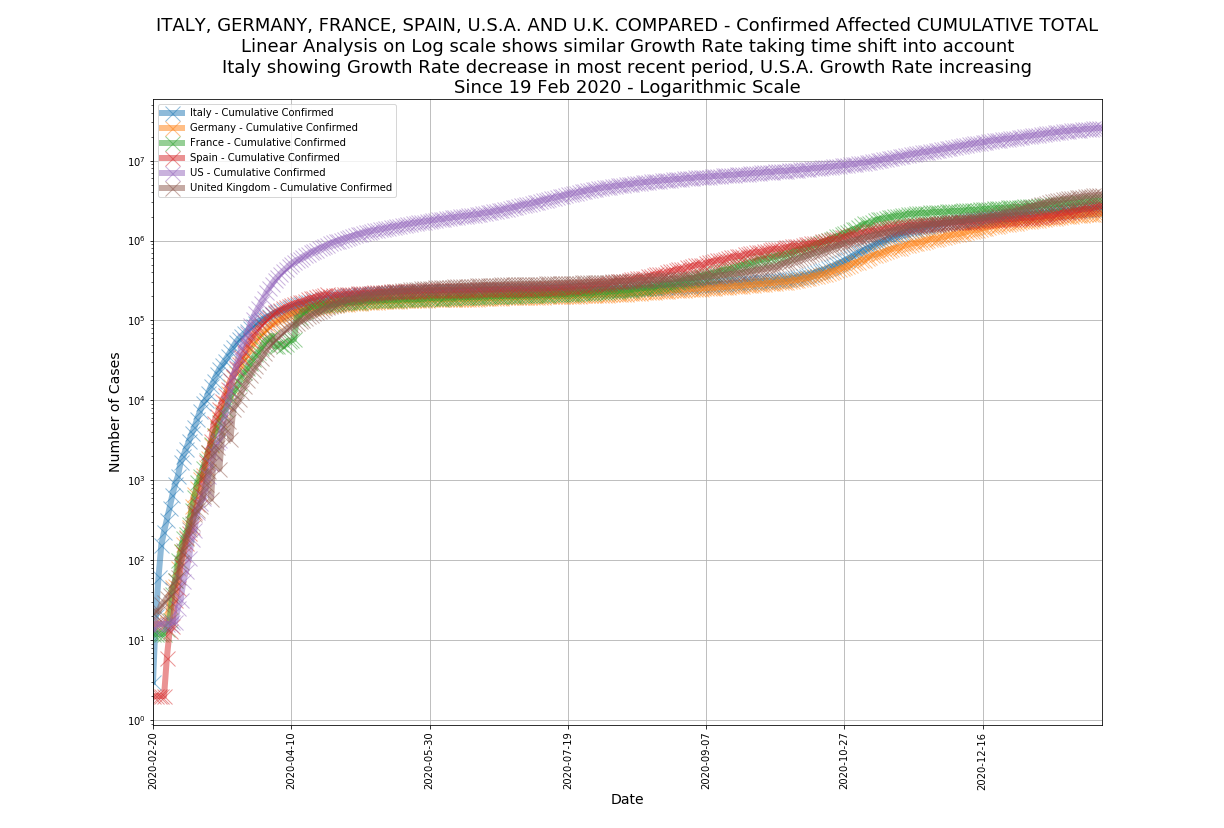 ITALY, GERMANY, FRANCE, SPAIN, U.S.A. AND U.K. COMPARED - Confirmed Affected CUMULATIVE TOTAL
Linear Analysis on Log scale shows similar Growth Rate taking time shift into account
Italy showing Growth Rate decrease in most recent period, U.S.A. Growth Rate increasing
Since 19 Feb 2020 - Logarithmic Scale
Italy - Cumulative Confirmed
Germany - Cumulative Confirmed
France - Cumulative Confirmed
Spain - Cumulative Confirmed
US - Cumulative Confirmed
United Kingdom - Cumulative Confirmed
Number of Cases
10⁷
10⁶
10⁵
10⁴
10³
10²
10¹
10⁰
2020-02-20
2020-04-10
2020-05-30
2020-07-19
2020-09-07
2020-10-27
2020-12-16
Date